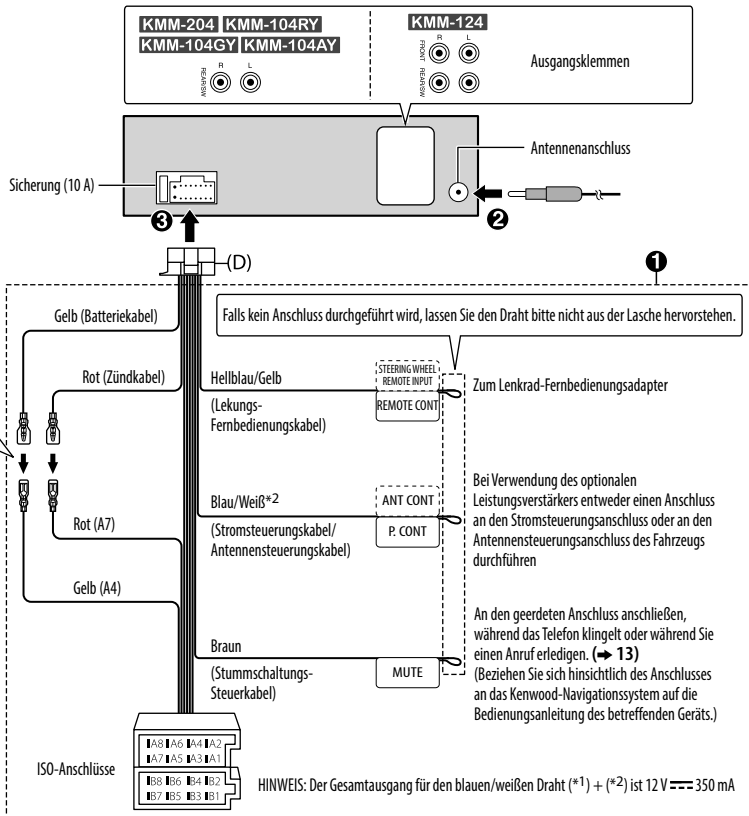 KMM-204 KMM-104RY
KMM-104GY KMM-104AY
R L
REAR/SW
KMM-124
R L
FRONT
REAR/SW
Ausgangsklemmen
Antennenanschluss
Sicherung (10 A)
3
2
(D)
1
Gelb (Batteriekabel)
Falls kein Anschluss durchgeführt wird, lassen Sie den Draht bitte nicht aus der Lasche hervorstehen.
Rot (Zündkabel)
Hellblau/Gelb
(Lekungs-
Fernbedienungskabel)
STEERING WHEEL
REMOTE INPUT
REMOTE CONT
Zum Lenkrad-Fernbedienungsadapter
Blau/Weiß*2
(Stromsteuerungskabel/
Antennensteuerungskabel)
ANT CONT
P. CONT
Bei Verwendung des optionalen
Leistungsverstärkers entweder einen Anschluss
an den Stromsteuerungsanschluss oder an den
Antennensteuerungsanschluss des Fahrzeugs
durchführen
Rot (A7)
Gelb (A4)
Braun
(Stummschaltungs-
Steuerkabel)
MUTE
An den geerdeten Anschluss anschließen,
während das Telefon klingelt oder während Sie
einen Anruf erledigen. (➜ 13)
(Beziehen Sie sich hinsichtlich des Anschlusses
an das Kenwood-Navigationssystem auf die
Bedienungsanleitung des betreffenden Geräts.)
ISO-Anschlüsse
A8 A6 A4 A2
A7 A5 A3 A1
B8 B6 B4 B2
B7 B5 B3 B1
HINWEIS: Der Gesamtausgang für den blauen/weißen Draht (*1) + (*2) ist 12 V ⎓ 350 mA